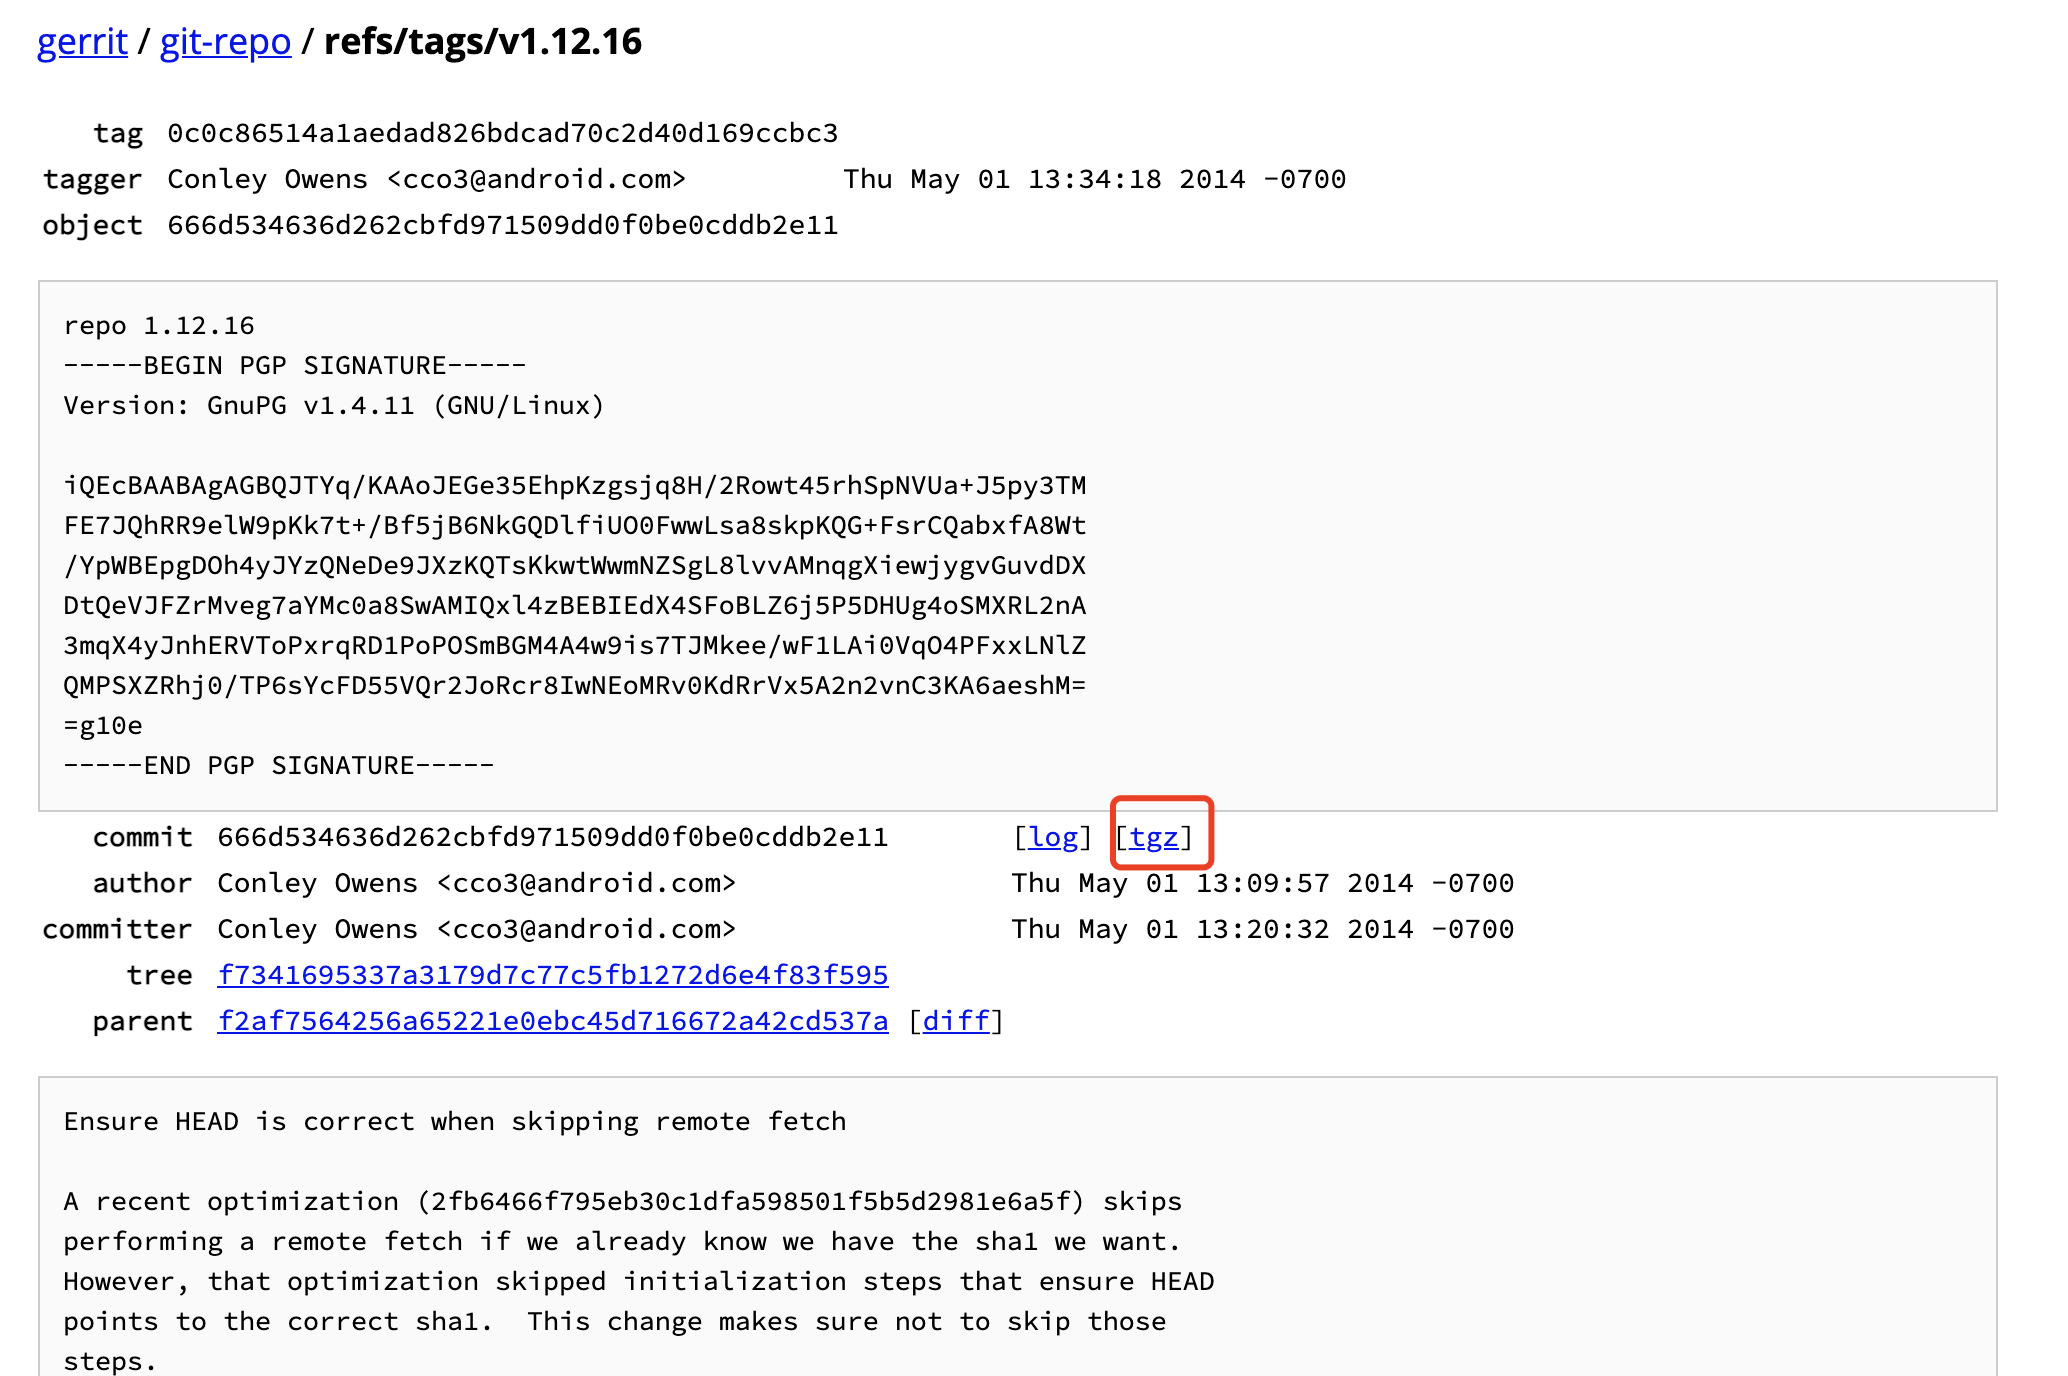 gerrit / git-repo / refs/tags/v1.12.16
tag 0c0c86514a1aedad826bdcad70c2d40d169ccbc3
tagger Conley Owens <cco3@android.com> Thu May 01 13:34:18 2014 -0700
object 666d534636d262cbfd971509dd0f0be0cddb2e11
repo 1.12.16
-----BEGIN PGP SIGNATURE-----
Version: GnuPG v1.4.11 (GNU/Linux)
iQEcBAABAgAGBQJTYq/KAAoJEGe35EhpKzgsjq8H/2Rowt45rhSpNVUa+J5py3TM
FE7JQhRR9elW9pKk7t+/Bf5jB6NkGQDlfiUO0FwwLsa8skpKQG+FsrCQabxfA8Wt
/YpWBEpgDOh4yJYzQNeDe9JXzKQTsKkwtWwmNZSgL8lvvAMnqgXiewjygvGuvdDX
DtQeVJFZrMveg7aYMc0a8SwAMIQxl4zBEBIEdX4SFoBLZ6j5P5DHUg4oSMXRL2nA
3mqX4yJnhERVToPxrqRD1PoPOSmBGM4A4w9is7TJMkee/wF1LAi0VqO4PFxxLNlZ
QMPSXZRhj0/TP6sYcFD55VQr2JoRcr8IwNEoMRv0KdRrVx5A2n2vnC3KA6aeshM=
=g10e
-----END PGP SIGNATURE-----
commit 666d534636d262cbfd971509dd0f0be0cddb2e11 [log] [tgz]
author Conley Owens <cco3@android.com> Thu May 01 13:09:57 2014 -0700
committer Conley Owens <cco3@android.com> Thu May 01 13:20:32 2014 -0700
tree f7341695337a3179d7c77c5fb1272d6e4f83f595
parent f2af7564256a65221e0ebc45d716672a42cd537a [diff]
Ensure HEAD is correct when skipping remote fetch
A recent optimization (2fb6466f795eb30c1dfa598501f5b5d2981e6a5f) skips
performing a remote fetch if we already know we have the sha1 we want.
However, that optimization skipped initialization steps that ensure HEAD
points to the correct sha1.  This change makes sure not to skip those
steps.